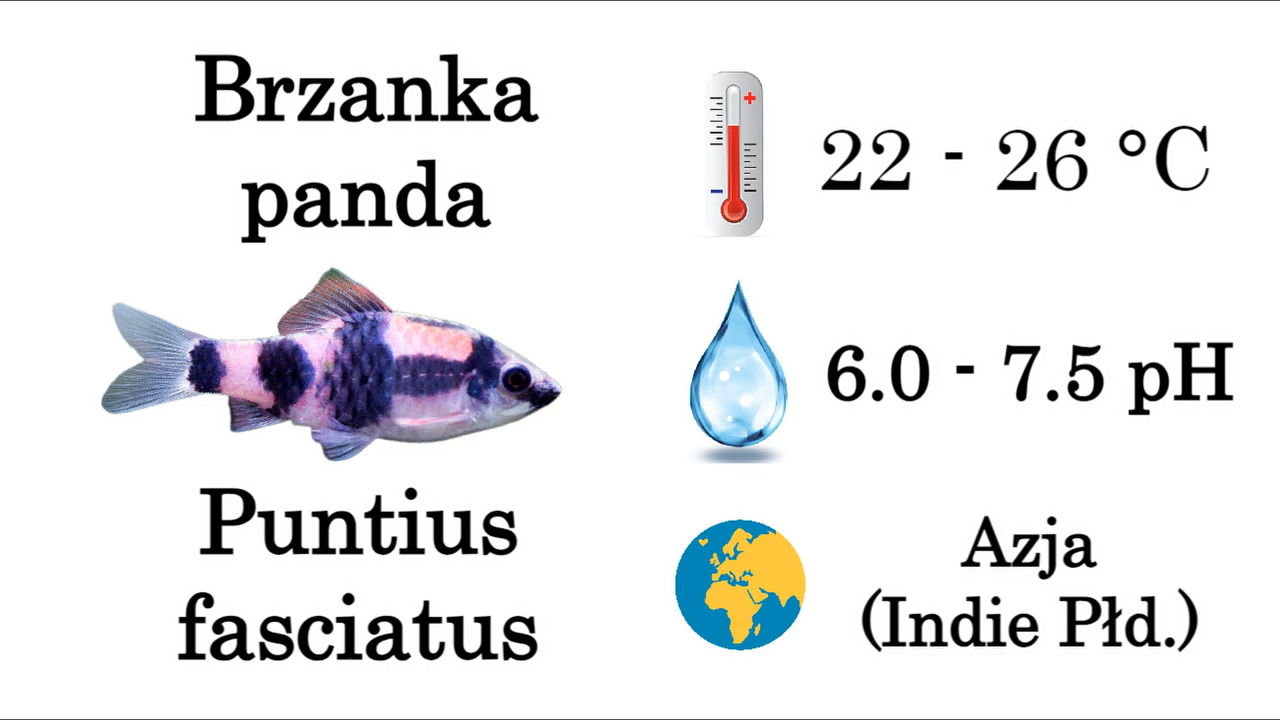 Brzanka
panda
Puntius
fasciatus
22 - 26 °C
6.0 - 7.5 pH
Azja
(Indie Płd.)